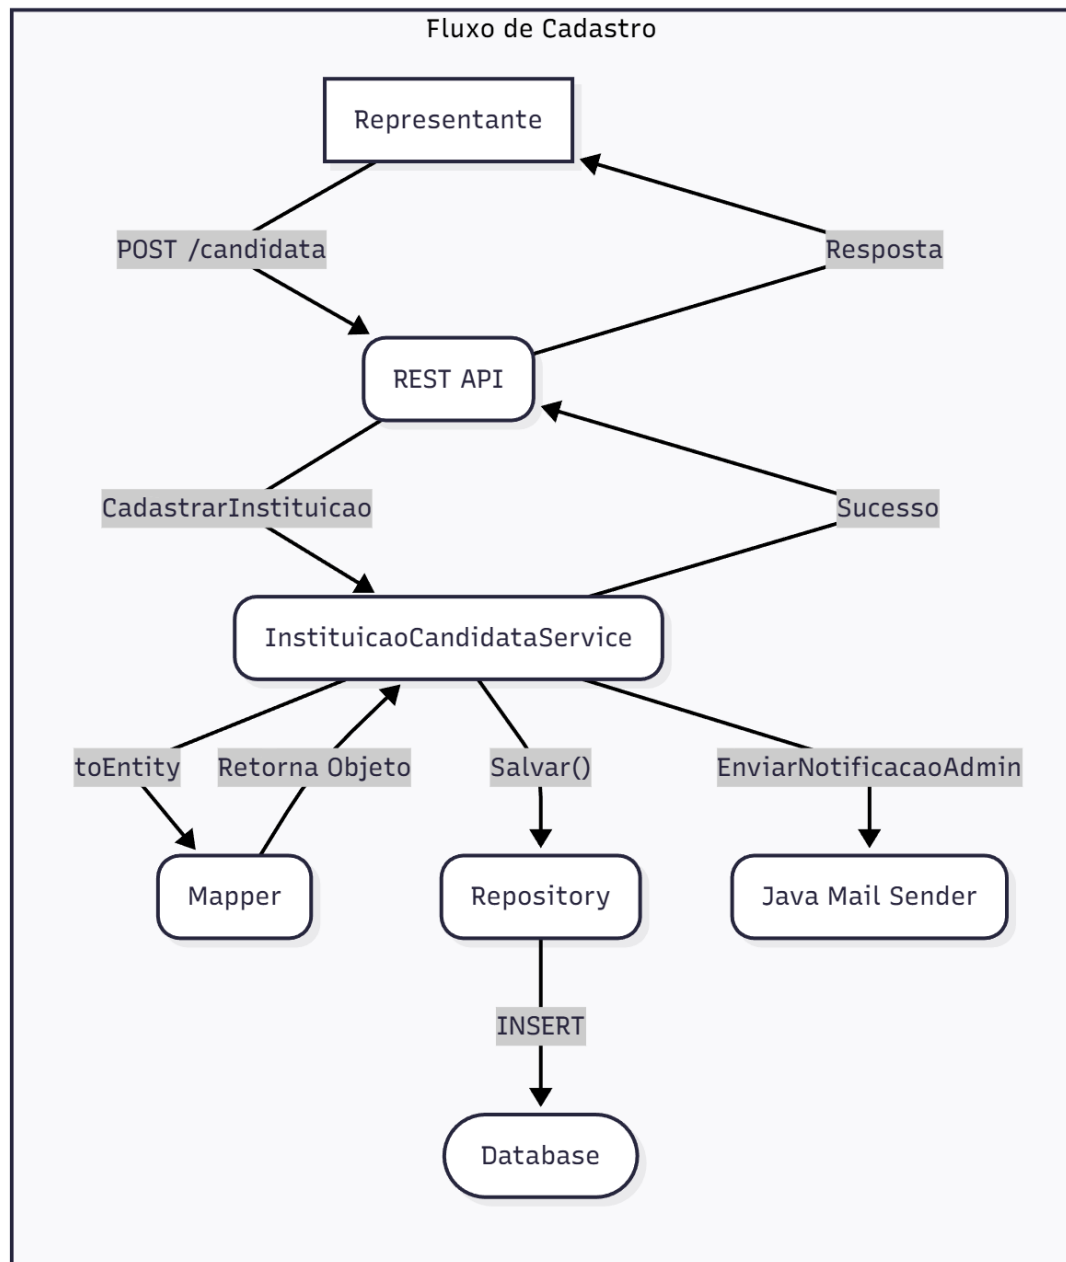 Fluxo de Cadastro
Representante
POST /candidata
Resposta
REST API
CadastrarInstituicao
Sucesso
InstituicaoCandidataService
toEntity
Retorna Objeto
Salvar()
EnviarNotificacaoAdmin
Mapper
Repository
Java Mail Sender
INSERT
Database